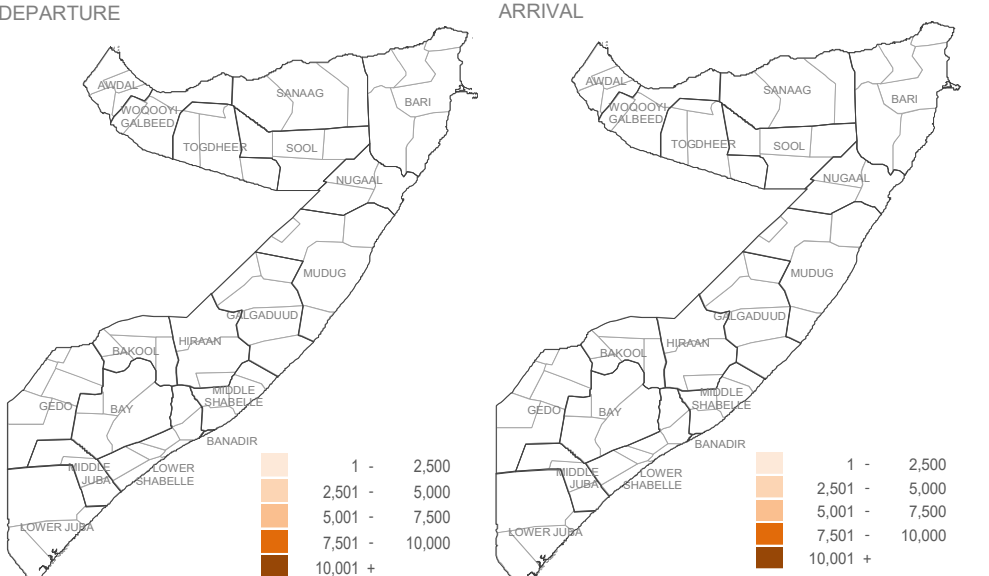 DEPARTURE
AWDAL
WOQOOYI
GALBEED
TOGDHEER
SANAAG
SOOL
BARI
NUGAAL
MUDUG
GALGADUUD
HIRAAN
BAKOOL
GEDO
BAY
MIDDLE
SHABELLE
BANADIR
LOWER
SHABELLE
MIDDLE
JUBA
LOWER JUBA
1 - 2,500
2,501 - 5,000
5,001 - 7,500
7,501 - 10,000
10,001 +
ARRIVAL
AWDAL
WOQOOYI
GALBEED
TOGDHEER
SANAAG
SOOL
BARI
NUGAAL
MUDUG
GALGADUUD
HIRAAN
BAKOOL
GEDO
BAY
MIDDLE
SHABELLE
BANADIR
LOWER
SHABELLE
MIDDLE
JUBA
LOWER JUBA
1 - 2,500
2,501 - 5,000
5,001 - 7,500
7,501 - 10,000
10,001 +